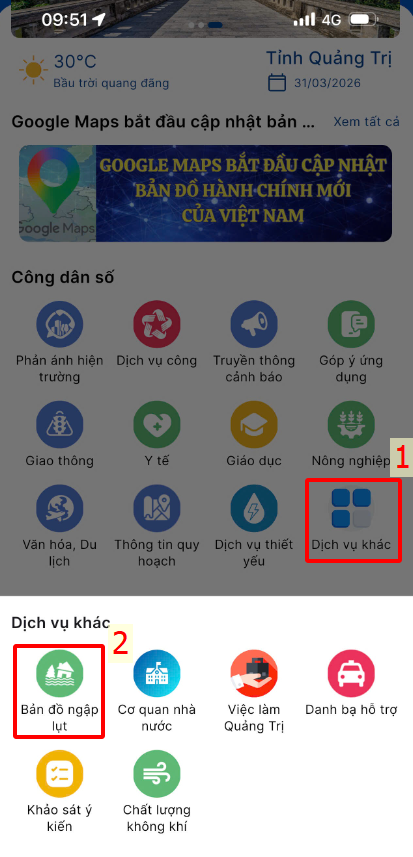 09:51
4G
30°C
Bầu trời quang đãng
Tỉnh Quảng Trị
31/03/2026
Google Maps bắt đầu cập nhật bản ...
Xem tất cả
GOOGLE MAPS BẮT ĐẦU CẬP NHẬT
BẢN ĐỒ HÀNH CHÍNH MỚI
CỦA VIỆT NAM
Google Maps
Công dân số
Phản ánh hiện
trường
Dịch vụ công
Truyền thông
cảnh báo
Góp ý ứng
dụng
Giao thông
Y tế
Giáo dục
Nông nghiệp
1
Văn hóa, Du
lịch
Thông tin quy
hoạch
Dịch vụ thiết
yếu
Dịch vụ khác
Dịch vụ khác
2
Bản đồ ngập
lụt
Cơ quan nhà
nước
Việc làm
Quảng Trị
Danh bạ hỗ trợ
Khảo sát ý
kiến
Chất lượng
không khí